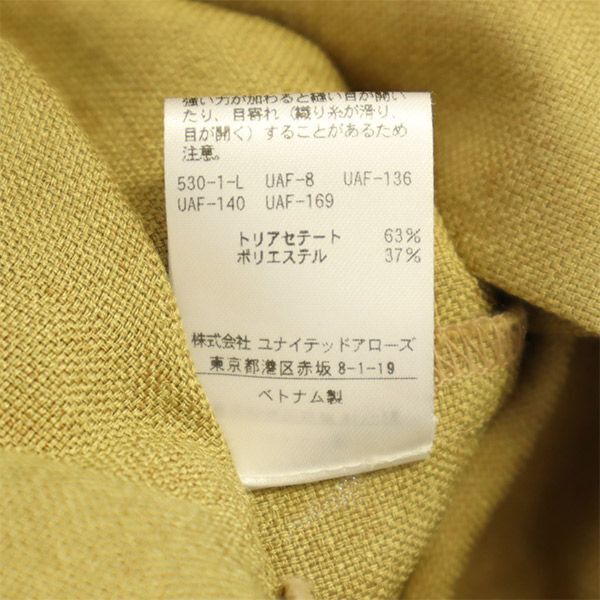 強い力が加わると縫い目が開い
たり、目寄れ（織り糸が滑り、
目が開く）することがあるため
注意。
530-1-L UAF-8 UAF-136
UAF-140 UAF-169
トリアセテート 63%
ポリエステル 37%
株式会社 ユナイテッドアローズ
東京都港区赤坂 8-1-19
ベトナム製